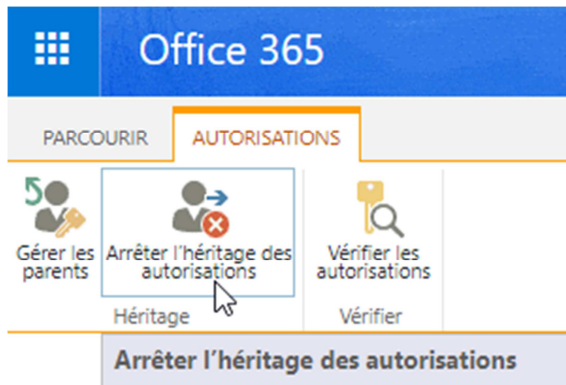 Office 365
PARCOURIR AUTORISATIONS
Gérer les Arrêter l'héritage des Vérifier les
parents autorisations autorisations
Héritage Vérifier
Arrêter l'héritage des autorisations